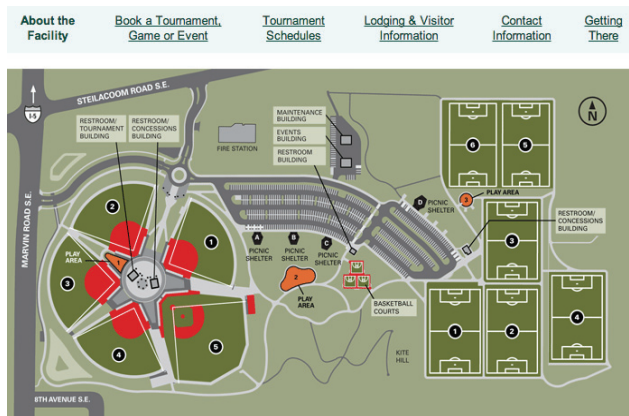 About the
Facility
Book a Tournament,
Game or Event
Tournament
Schedules
Lodging & Visitor
Information
Contact
Information
Getting
There
STEILACOOM ROAD S.E.
I-5
MARVIN ROAD S.E.
RESTROOM/
TOURNAMENT
BUILDING
RESTROOM/
CONCESSIONS
BUILDING
FIRE STATION
MAINTENANCE
BUILDING
EVENTS
BUILDING
RESTROOM
BUILDING
N
6
5
2
1
D
PICNIC
SHELTER
3
PLAY AREA
RESTROOM/
CONCESSIONS
BUILDING
A
PICNIC
SHELTER
B
PICNIC
SHELTER
C
PICNIC
SHELTER
3
PLAY
AREA
1
3
2
PLAY
AREA
BASKETBALL
COURTS
4
5
1
2
4
KITE
HILL
8TH AVENUE S.E.